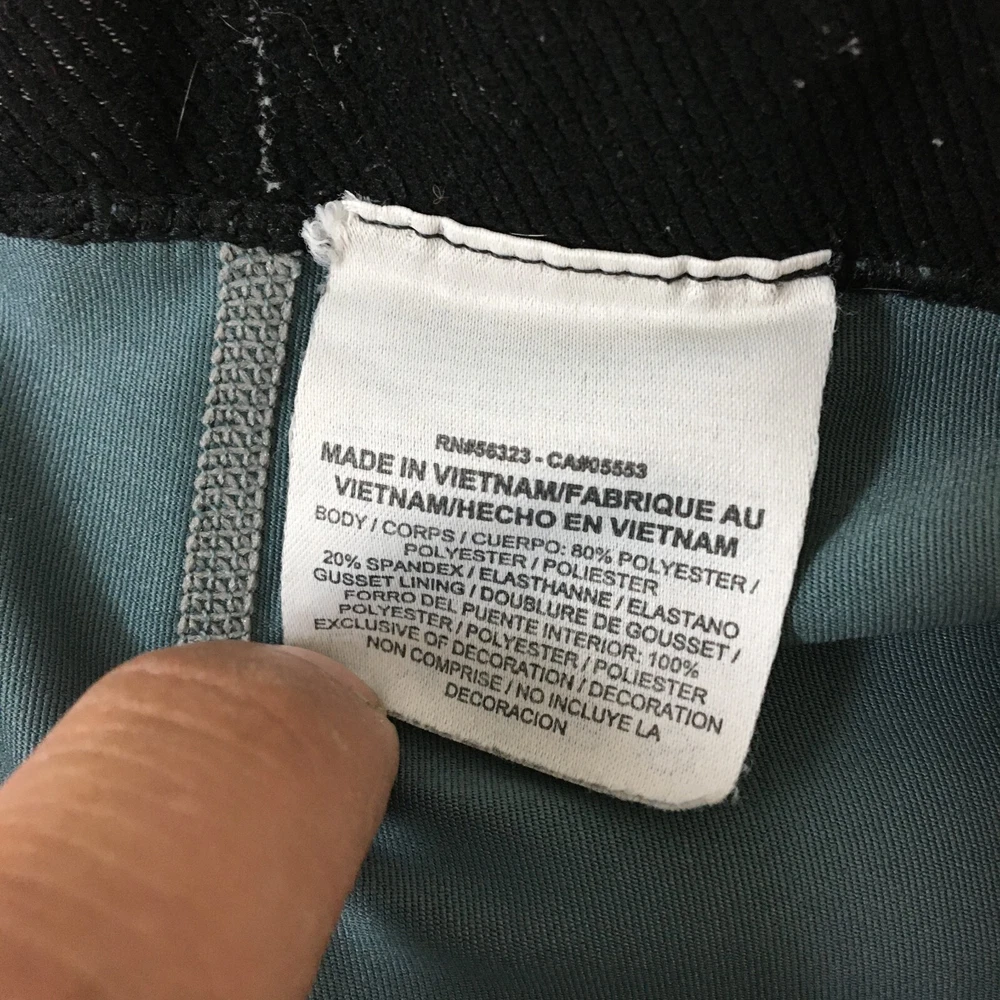 RN#56323 - CA#05553
MADE IN VIETNAM/FABRIQUE AU
VIETNAM/HECHO EN VIETNAM
BODY / CORPS / CUERPO: 80% POLYESTER /
POLYESTER / POLIESTER
20% SPANDEX / ELASTHANNE / ELASTANO
GUSSET LINING / DOUBLURE DE GOUSSET /
FORRO DEL PUENTE INTERIOR: 100%
POLYESTER / POLYESTER / POLIESTER
EXCLUSIVE OF DECORATION / DECORATION
NON COMPRISE / NO INCLUYE LA
DECORACION